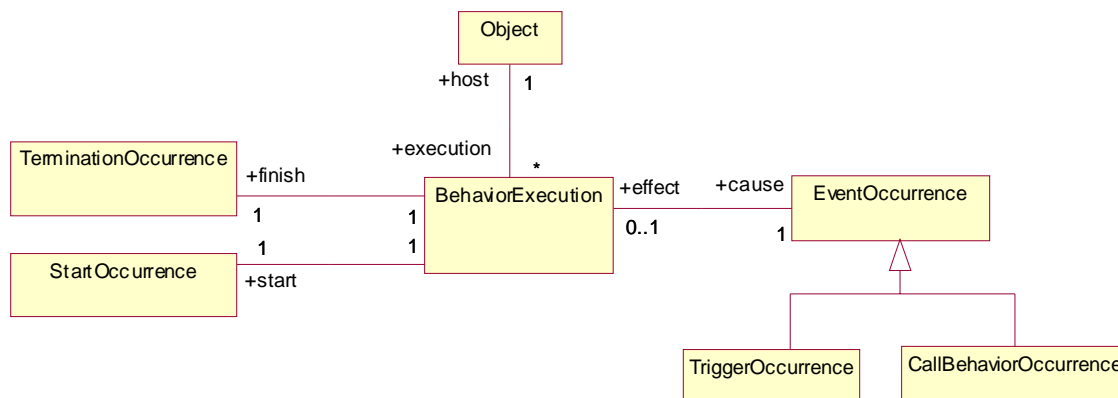 Object
+host
1
+execution
*
TerminationOccurrence
+finish
1
1
BehaviorExecution
+effect
0..1
+cause
1
EventOccurrence
StartOccurrence
1
+start
1
TriggerOccurrence
CallBehaviorOccurrence